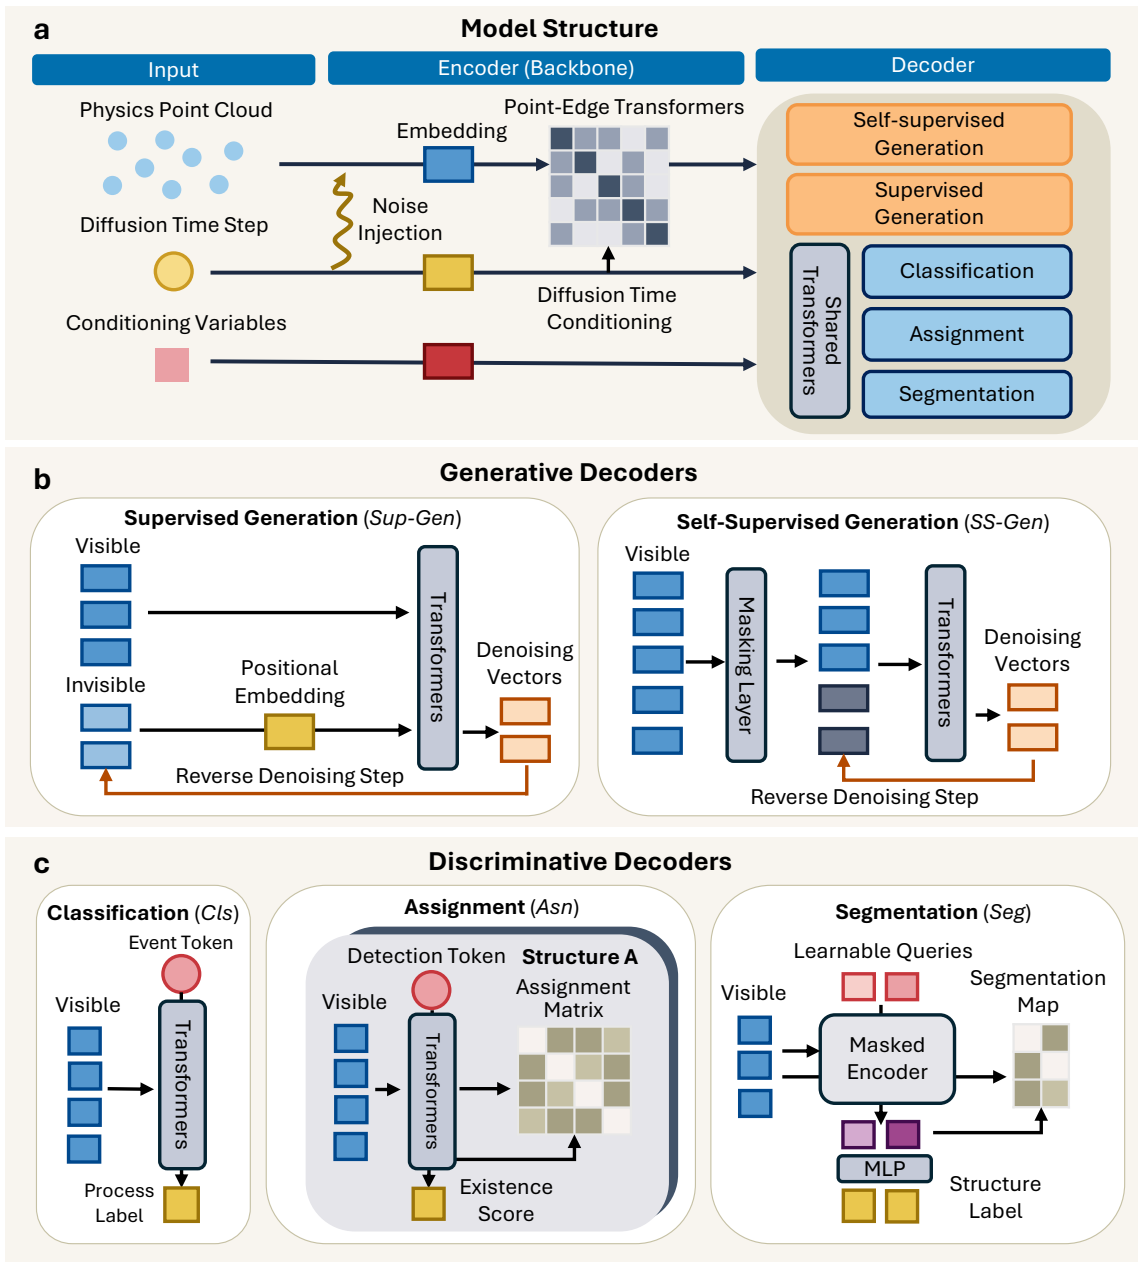 a
Model Structure
Input
Encoder (Backbone)
Decoder
Physics Point Cloud
Embedding
Point-Edge Transformers
Noise
Injection
Diffusion Time Step
Diffusion Time
Conditioning
Conditioning Variables
Self-supervised
Generation
Supervised
Generation
Shared
Transformers
Classification
Assignment
Segmentation
b
Generative Decoders
Supervised Generation (Sup-Gen)
Visible
Invisible
Positional
Embedding
Transformers
Denoising
Vectors
Reverse Denoising Step
Self-Supervised Generation (SS-Gen)
Visible
Masking Layer
Transformers
Denoising
Vectors
Reverse Denoising Step
c
Discriminative Decoders
Classification (Cls)
Event Token
Visible
Transformers
Process
Label
Assignment (Asn)
Detection Token
Structure A
Visible
Transformers
Assignment
Matrix
Existence
Score
Segmentation (Seg)
Learnable Queries
Visible
Masked
Encoder
Segmentation
Map
MLP
Structure
Label